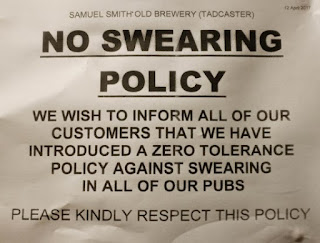 SAMUEL SMITH'OLD BREWERY (TADCASTER)
NO SWEARING
POLICY
WE WISH TO INFORM ALL OF OUR
CUSTOMERS THAT WE HAVE
INTRODUCED A ZERO TOLERANCE
POLICY AGAINST SWEARING
IN ALL OF OUR PUBS
PLEASE KINDLY RESPECT THIS POLICY